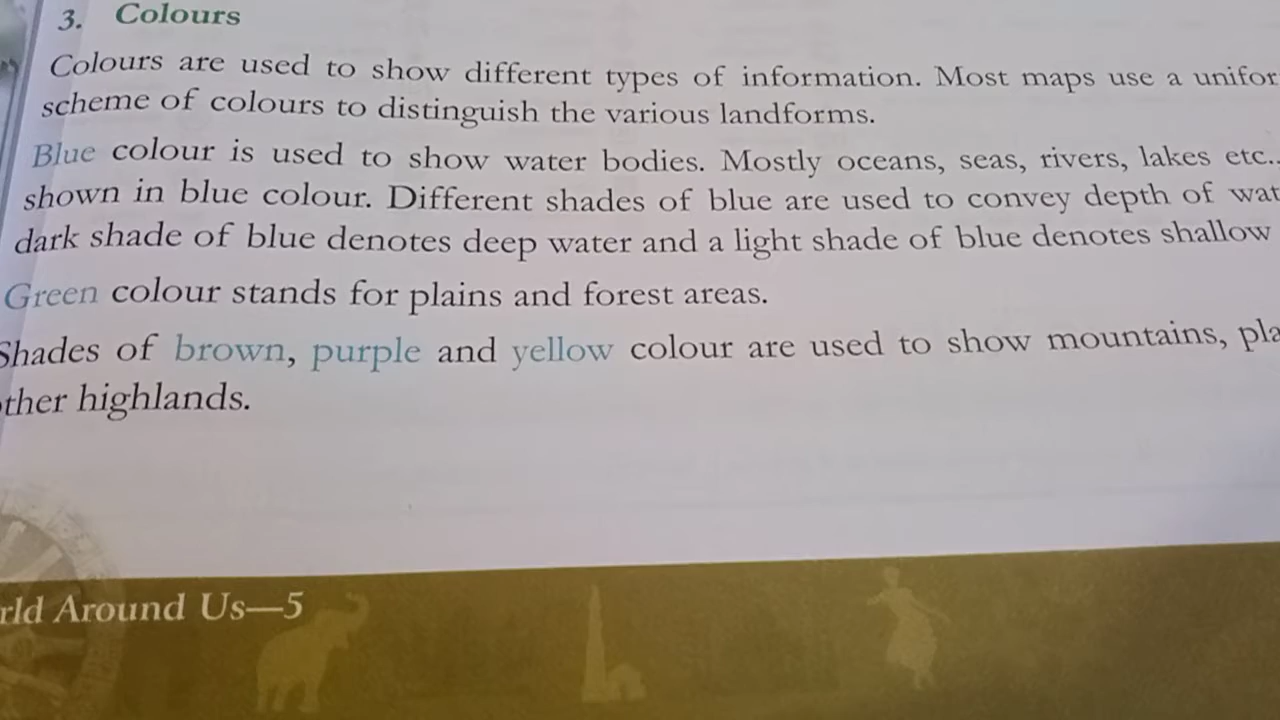 3. Colours
Colours are used to show different types of information. Most maps use a unifor
scheme of colours to distinguish the various landforms.
Blue colour is used to show water bodies. Mostly oceans, seas, rivers, lakes etc..
shown in blue colour. Different shades of blue are used to convey depth of wat
dark shade of blue denotes deep water and a light shade of blue denotes shallow
Green colour stands for plains and forest areas.
Shades of brown, purple and yellow colour are used to show mountains, pla
ther highlands.
rld Around Us—5